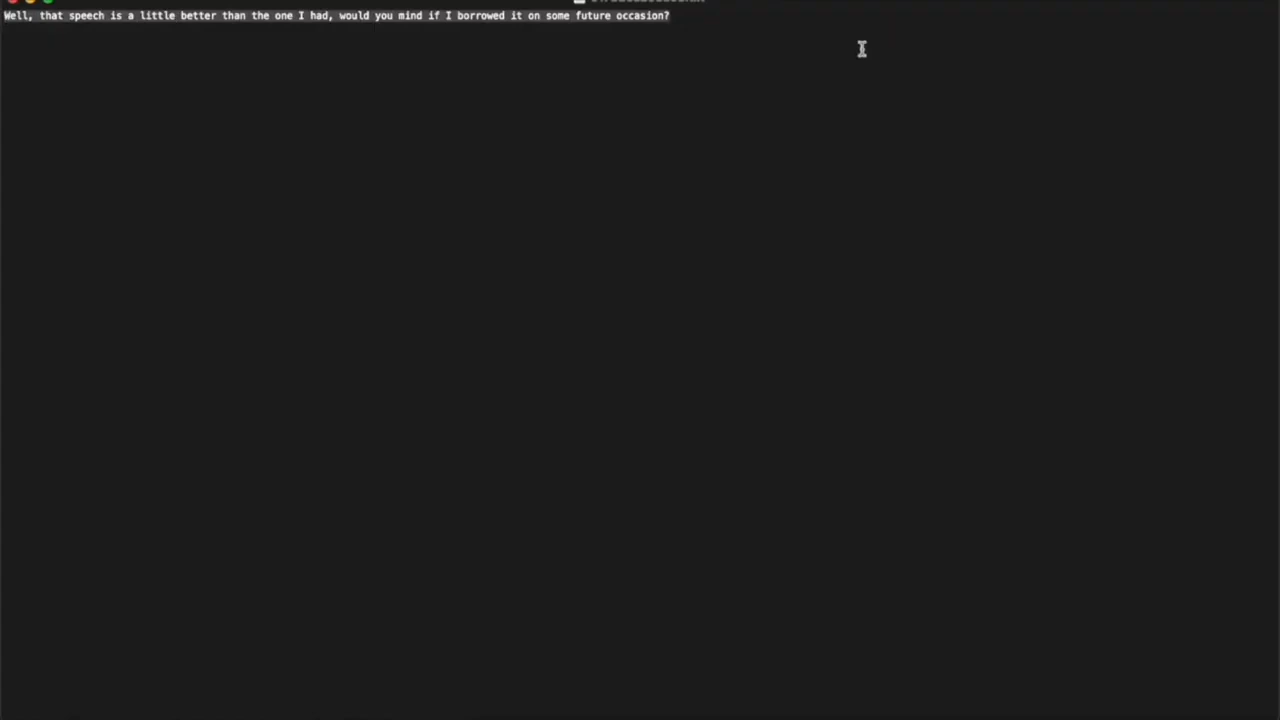 Well, that speech is a little better than the one I had, would you mind if I borrowed it on some future occasion?